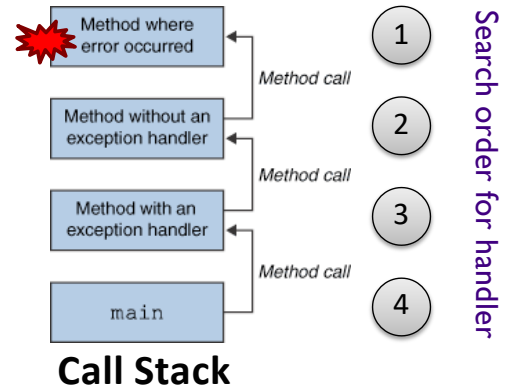 Method where
error occurred
1
Method call
Method without an
exception handler
2
Method call
Method with an
exception handler
3
Method call
main
4
Call Stack
Search order for handler